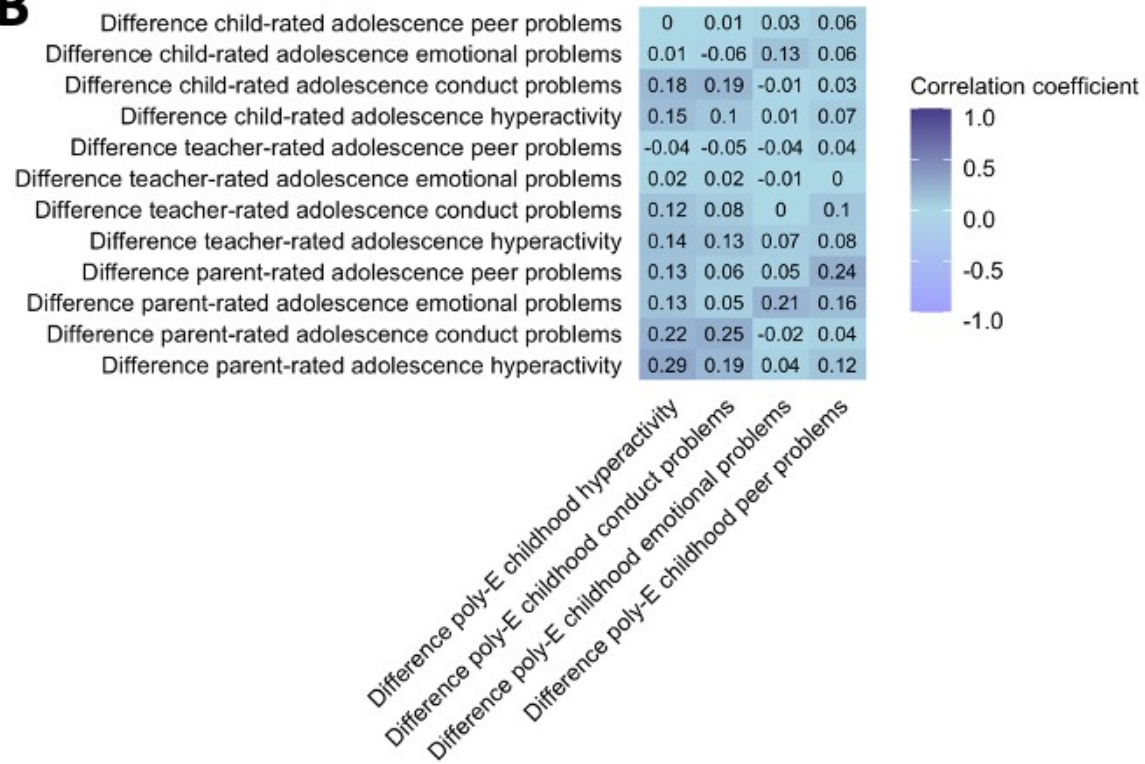 B
Difference child-rated adolescence peer problems 0 0.01 0.03 0.06
Difference child-rated adolescence emotional problems 0.01 -0.06 0.13 0.06
Difference child-rated adolescence conduct problems 0.18 0.19 -0.01 0.03
Difference child-rated adolescence hyperactivity 0.15 0.1 0.01 0.07
Difference teacher-rated adolescence peer problems -0.04 -0.05 -0.04 0.04
Difference teacher-rated adolescence emotional problems 0.02 0.02 -0.01 0
Difference teacher-rated adolescence conduct problems 0.12 0.08 0 0.1
Difference teacher-rated adolescence hyperactivity 0.14 0.13 0.07 0.08
Difference parent-rated adolescence peer problems 0.13 0.06 0.05 0.24
Difference parent-rated adolescence emotional problems 0.13 0.05 0.21 0.16
Difference parent-rated adolescence conduct problems 0.22 0.25 -0.02 0.04
Difference parent-rated adolescence hyperactivity 0.29 0.19 0.04 0.12
Difference poly-E childhood hyperactivity
Difference poly-E childhood conduct problems
Difference poly-E childhood emotional problems
Difference poly-E childhood peer problems
Correlation coefficient
1.0
0.5
0.0
-0.5
-1.0